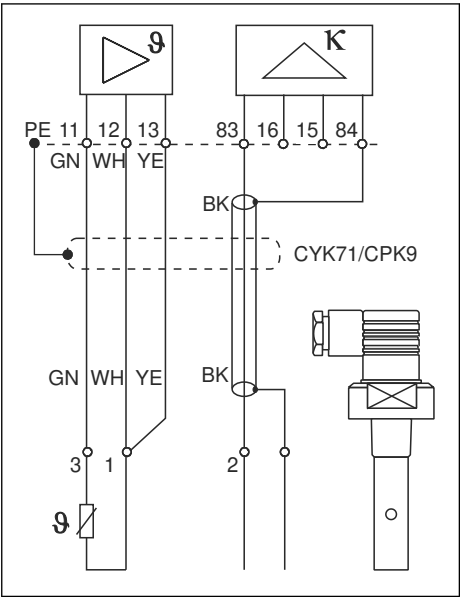 ϑ κ
PE 11 12 13 83 16 15 84
GN WH YE
BK
CYK71/CPK9
GN WH YE BK
3 1 2
ϑ